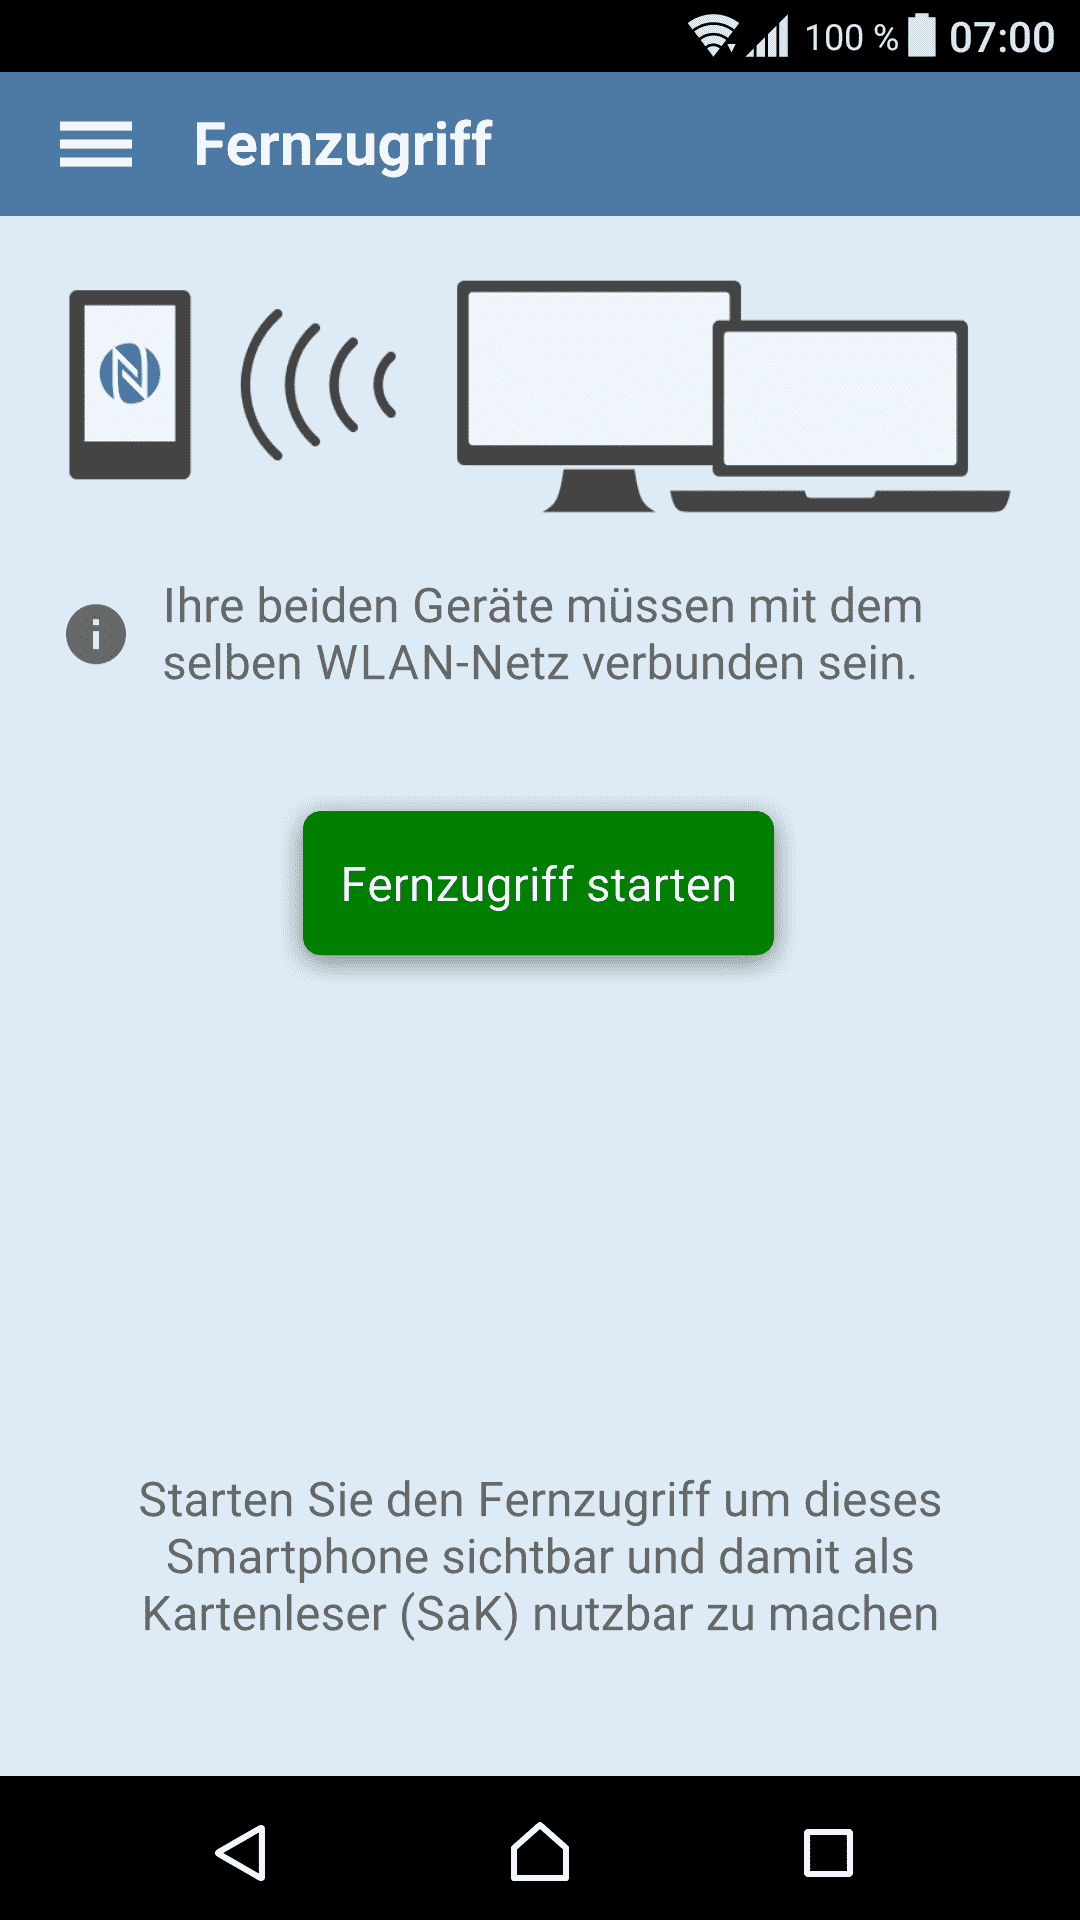 100 % 07:00
Fernzugriff
Ihre beiden Geräte müssen mit dem
selben WLAN-Netz verbunden sein.
Fernzugriff starten
Starten Sie den Fernzugriff um dieses
Smartphone sichtbar und damit als
Kartenleser (SaK) nutzbar zu machen